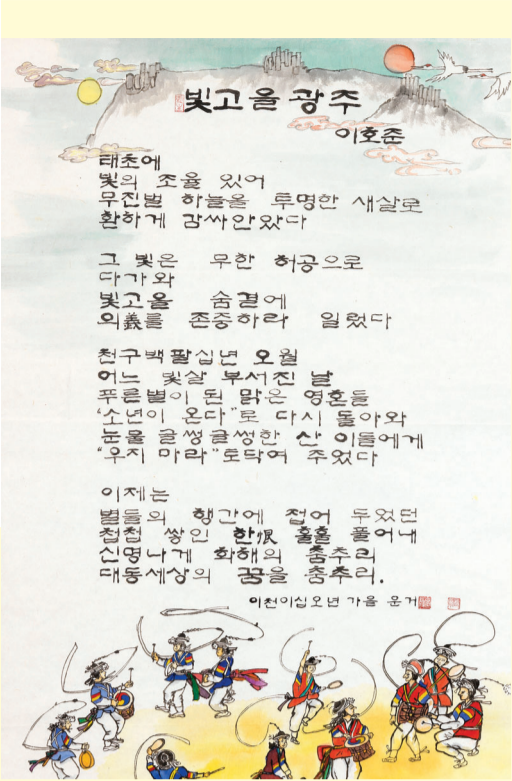 빛고을 광주
이호준
태초에
빛의 조율 있어
무진벌 하늘을 투명한 새살로
환하게 감싸안았다
그 빛은 무한 허공으로
다가와
빛고을 숨결에
의義를 존중하라 일렀다
천구백팔십년 오월
어느 빛살 부서진 날
푸른별이 된 맑은 영혼들
“소년이 온다”로 다시 돌아와
눈물 글썽글썽한 산 이들에게
“우지 마라”토닥여 주었다
이제는
별들의 행간에 접어 두었던
첩첩 쌓인 한恨 훌훌 풀어내
신명나게 화해의 춤추리
대동세상의 꿈을 춤추리.
이천이십오년 가을 운거